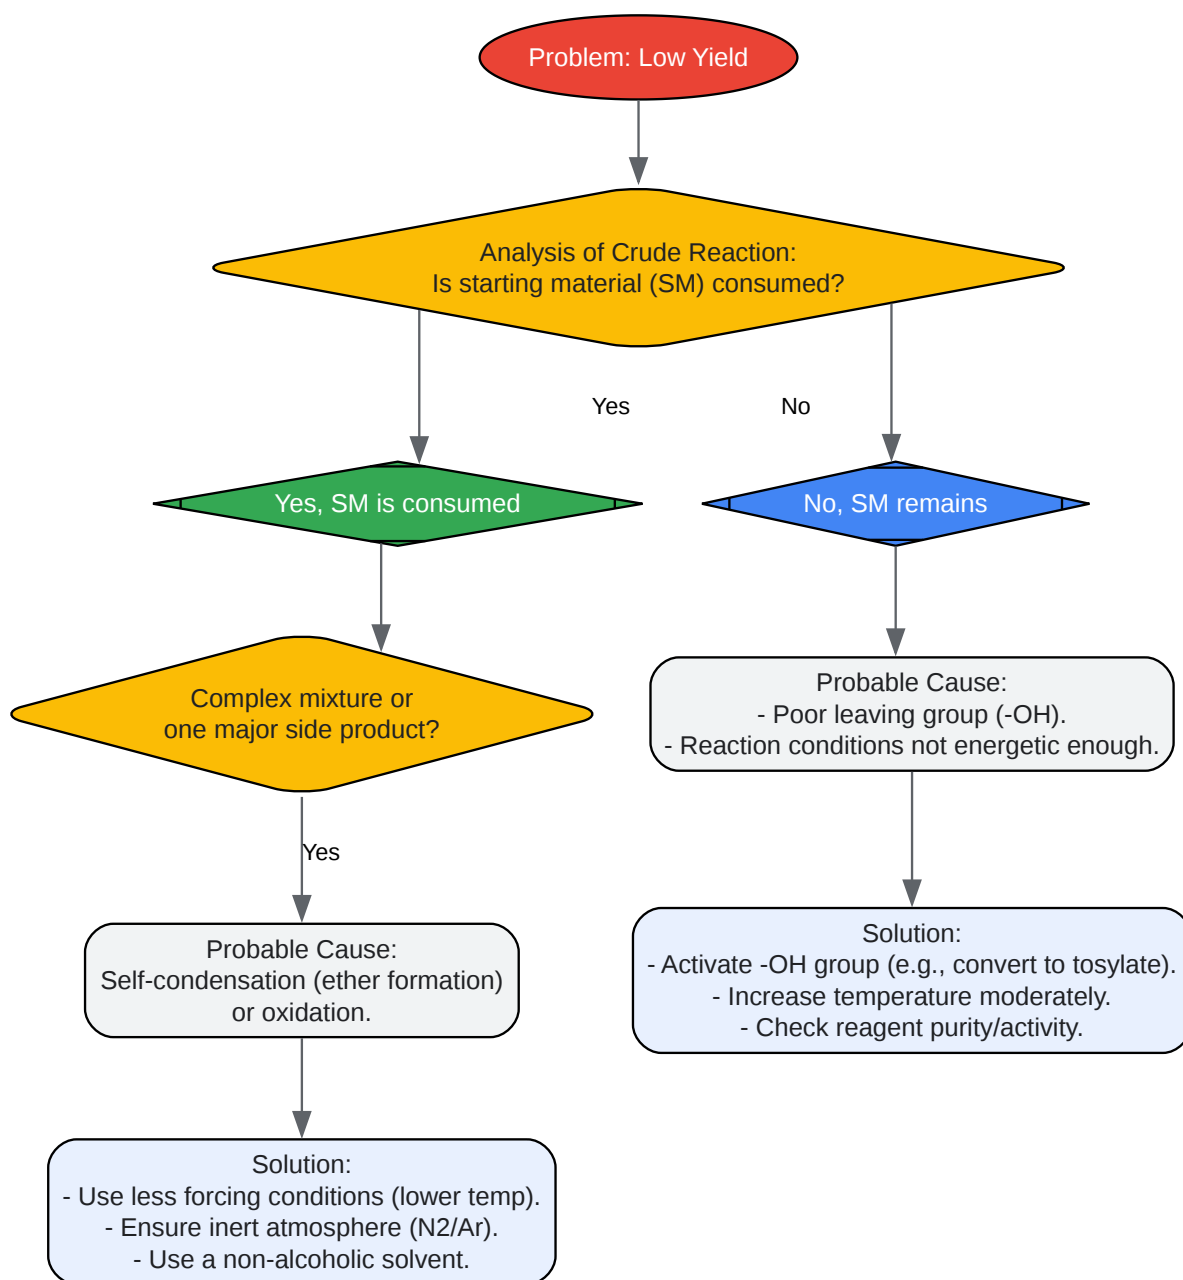 Problem: Low Yield
Analysis of Crude Reaction:
Is starting material (SM) consumed?
Yes
No
Yes, SM is consumed
No, SM remains
Complex mixture or
one major side product?
Probable Cause:
- Poor leaving group (-OH).
- Reaction conditions not energetic enough.
Yes
Probable Cause:
Self-condensation (ether formation)
or oxidation.
Solution:
- Activate -OH group (e.g., convert to tosylate).
- Increase temperature moderately.
- Check reagent purity/activity.
Solution:
- Use less forcing conditions (lower temp).
- Ensure inert atmosphere (N2/Ar).
- Use a non-alcoholic solvent.